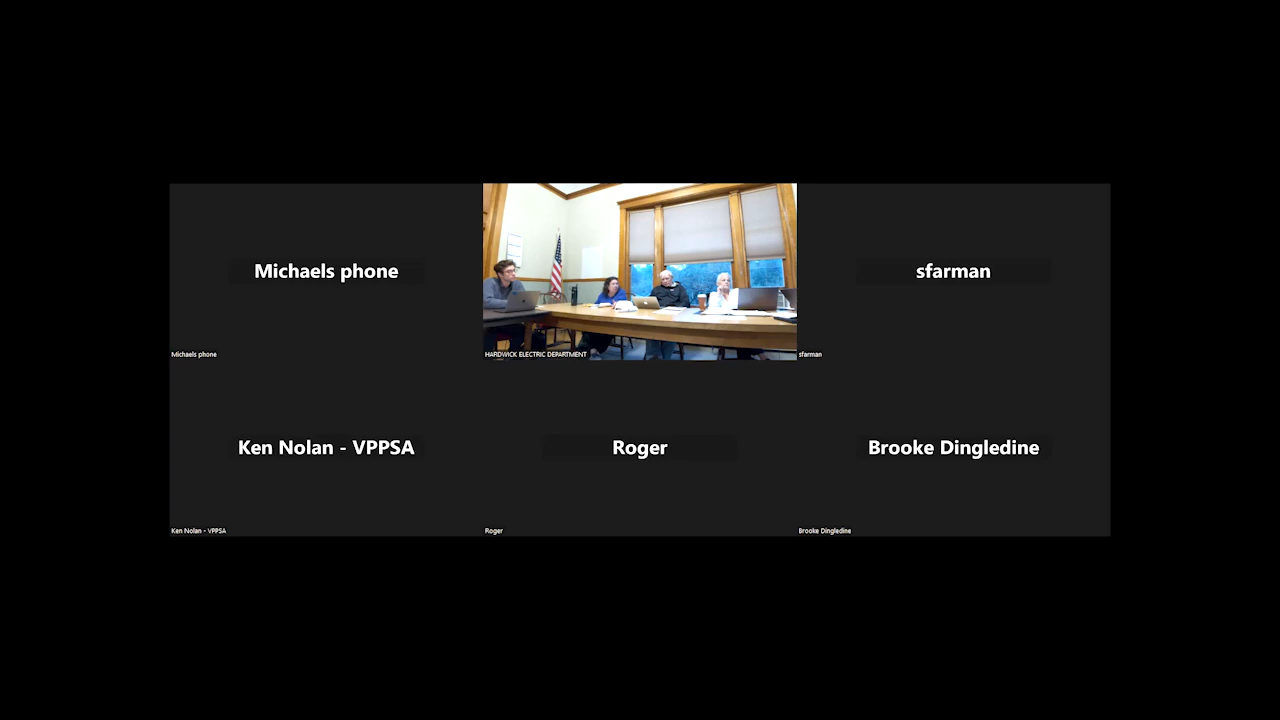 Michaels phone
sfarman
Michaels phone
HARDWICK ELECTRIC DEPARTMENT
sfarman
Ken Nolan - VPPSA
Roger
Brooke Dingledine
Ken Nolan - VPPSA
Roger
Brooke Dingledine